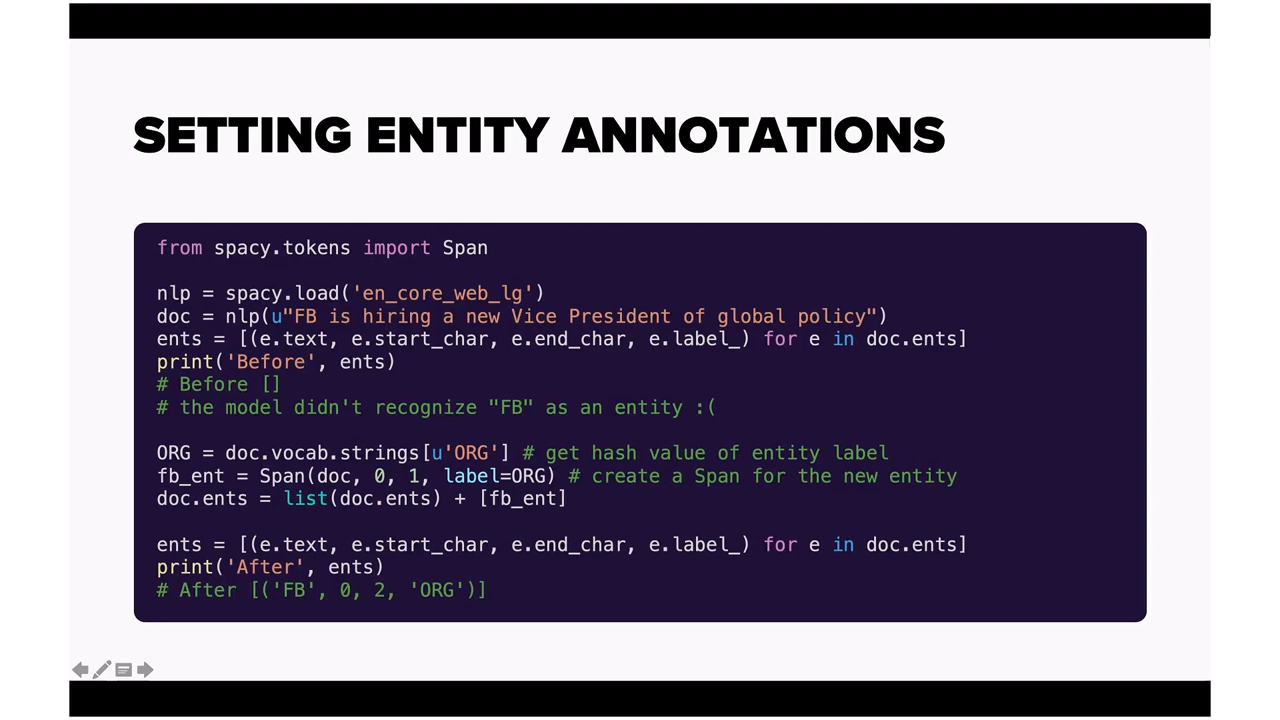 SETTING ENTITY ANNOTATIONS
from spacy.tokens import Span
nlp = spacy.load('en_core_web_lg')
doc = nlp(u"FB is hiring a new Vice President of global policy")
ents = [(e.text, e.start_char, e.end_char, e.label_) for e in doc.ents]
print('Before', ents)
# Before []
# the model didn't recognize "FB" as an entity :(
ORG = doc.vocab.strings[u'ORG'] # get hash value of entity label
fb_ent = Span(doc, 0, 1, label=ORG) # create a Span for the new entity
doc.ents = list(doc.ents) + [fb_ent]
ents = [(e.text, e.start_char, e.end_char, e.label_) for e in doc.ents]
print('After', ents)
# After [('FB', 0, 2, 'ORG')]